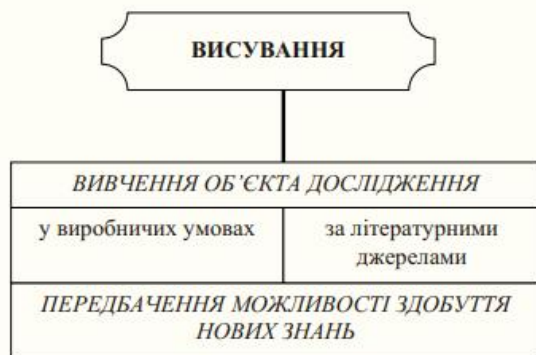 ВИСУВАННЯ
ВИВЧЕННЯ ОБ’ЄКТА ДОСЛІДЖЕННЯ
у виробничих умовах
за літературними
джерелами
ПЕРЕДБАЧЕННЯ МОЖЛИВОСТІ ЗДОБУТТЯ
НОВИХ ЗНАНЬ